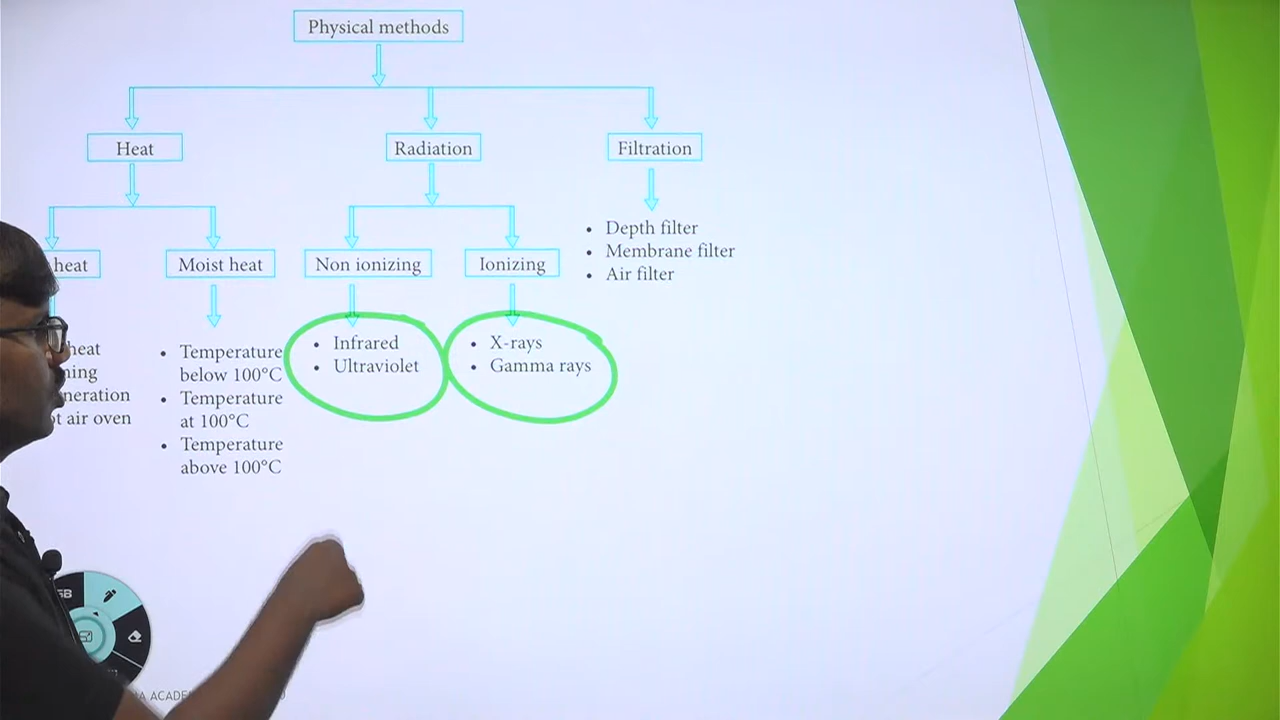 Physical methods
Heat
Radiation
Filtration
• Depth filter
• Membrane filter
• Air filter
heat
Moist heat
Non ionizing
Ionizing
heat
ning
neration
t air oven
• Temperature
below 100°C
• Temperature
at 100°C
• Temperature
above 100°C
• Infrared
• Ultraviolet
• X-rays
• Gamma rays